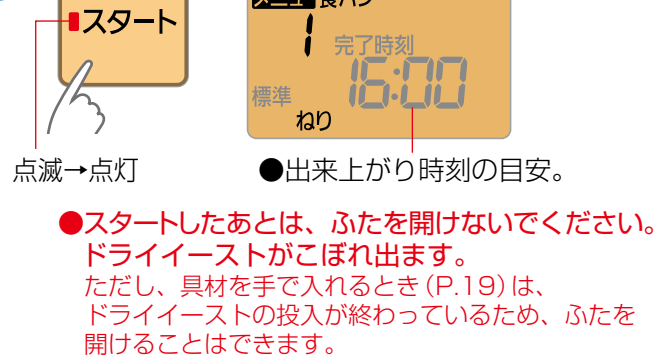 メニュー 食パン
スタート
1
完了時刻
16:00
標準
ねり
点滅→点灯
●出来上がり時刻の目安。
●スタートしたあとは、ふたを開けないでください。
ドライイーストがこぼれ出ます。
ただし、具材を手で入れるとき(P.19)は、
ドライイーストの投入が終わっているため、ふたを
開けることはできます。